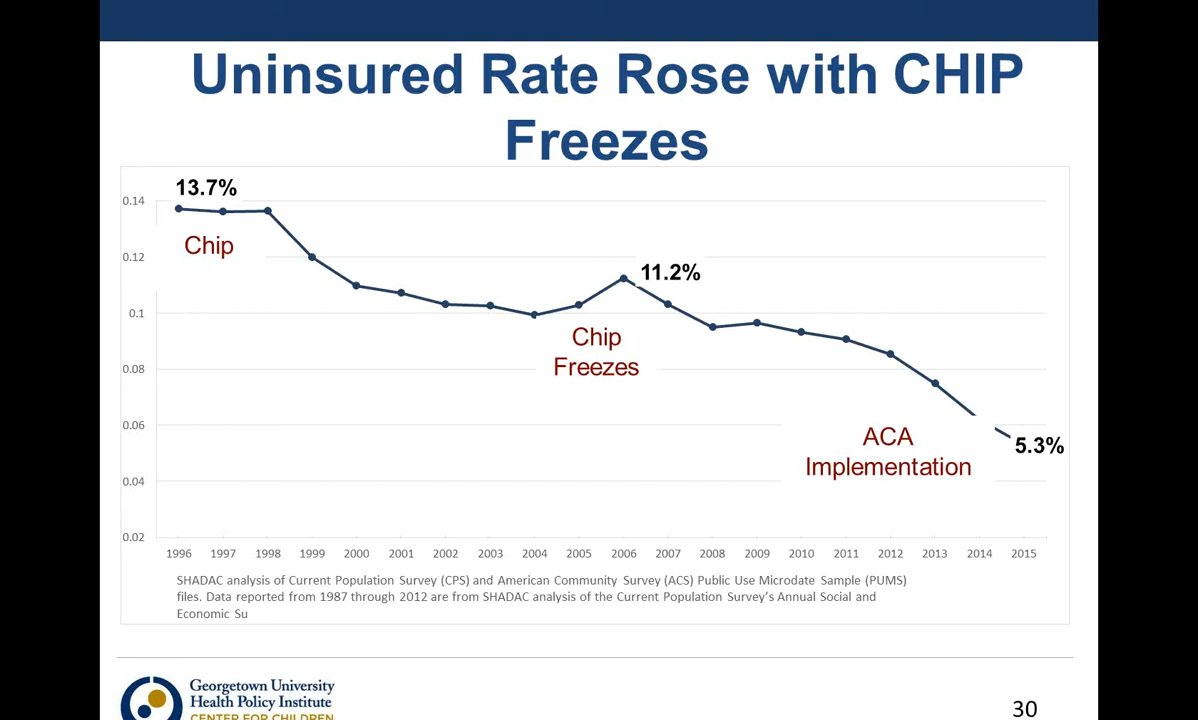 Uninsured Rate Rose with CHIP
Freezes
13.7%
0.14
Chip
0.12
11.2%
0.1
Chip
Freezes
0.08
0.06
ACA
Implementation
5.3%
0.04
0.02
1996 1997 1998 1999 2000 2001 2002 2003 2004 2005 2006 2007 2008 2009 2010 2011 2012 2013 2014 2015
SHADAC analysis of Current Population Survey (CPS) and American Community Survey (ACS) Public Use Microdate Sample (PUMS)
files. Data reported from 1987 through 2012 are from SHADAC analysis of the Current Population Survey's Annual Social and
Economic Su
Georgetown University
Health Policy Institute
CENTER FOR CHILDREN
30